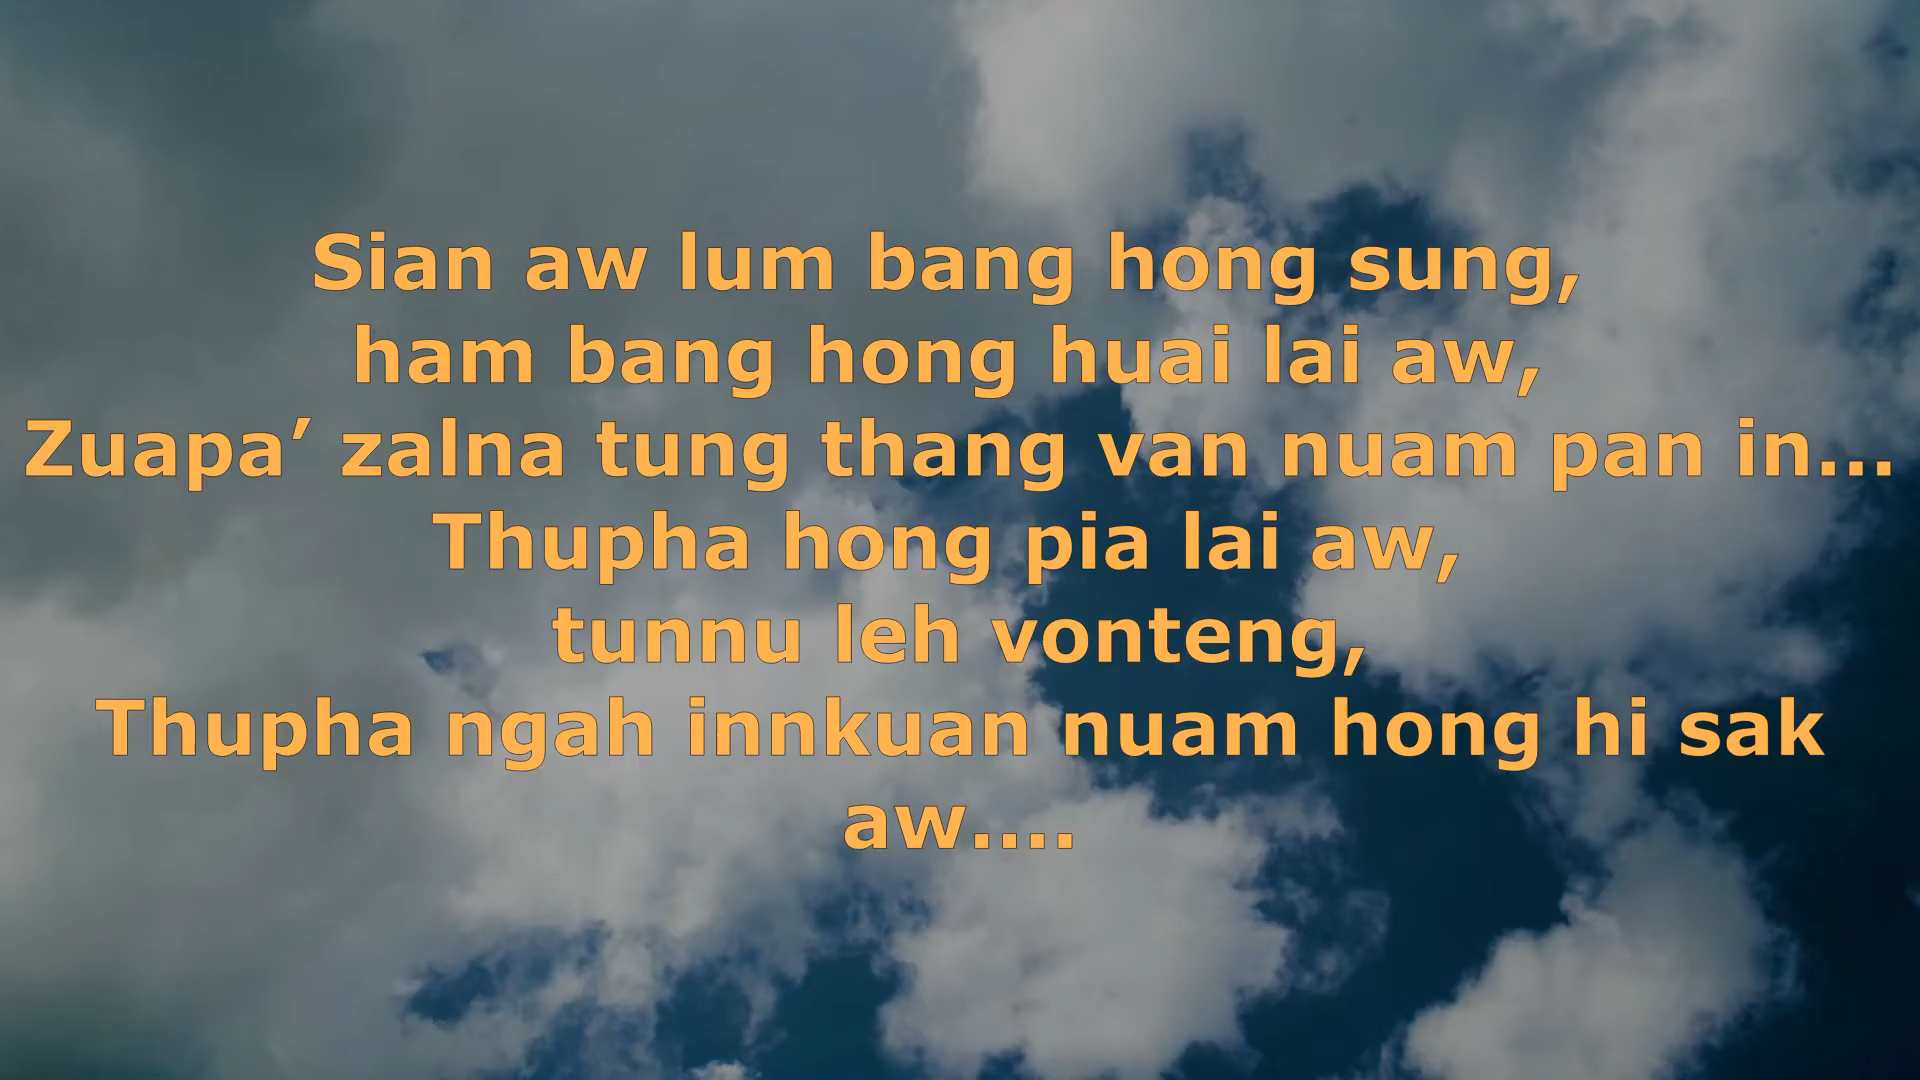 Sian aw lum bang hong sung,
ham bang hong huai lai aw,
Zuapa’ zalna tung thang van nuam pan in...
Thupha hong pia lai aw,
tunnu leh vonteng,
Thupha ngah innkuan nuam hong hi sak
aw....